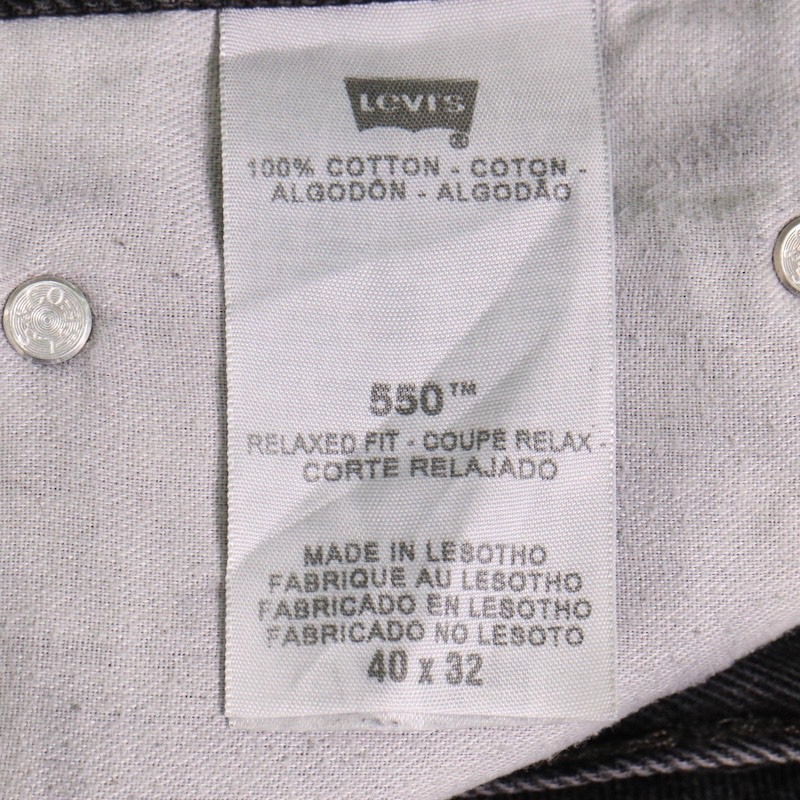 LEVI'S
®
100% COTTON - COTON -
ALGODÓN - ALGODÃO
550™
RELAXED FIT - COUPE RELAX -
CORTE RELAJADO
MADE IN LESOTHO
FABRIQUE AU LESOTHO
FABRICADO EN LESOTHO
FABRICADO NO LESOTO
40 x 32